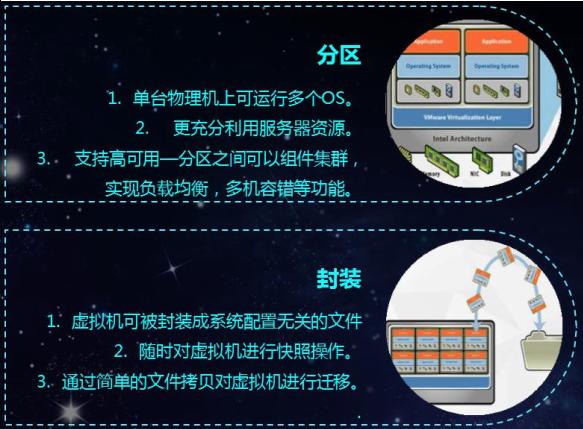 分区
1. 单台物理机上可运行多个OS。
2. 更充分利用服务器资源。
3. 支持高可用—分区之间可以组件集群，
实现负载均衡，多机容错等功能。
Application Application
Operating System Operating System
VMware Virtualization Layer
Intel Architecture
Memory NIC Disk
封装
1. 虚拟机可被封装成系统配置无关的文件
2. 随时对虚拟机进行快照操作。
3. 通过简单的文件拷贝对虚拟机进行迁移。
.